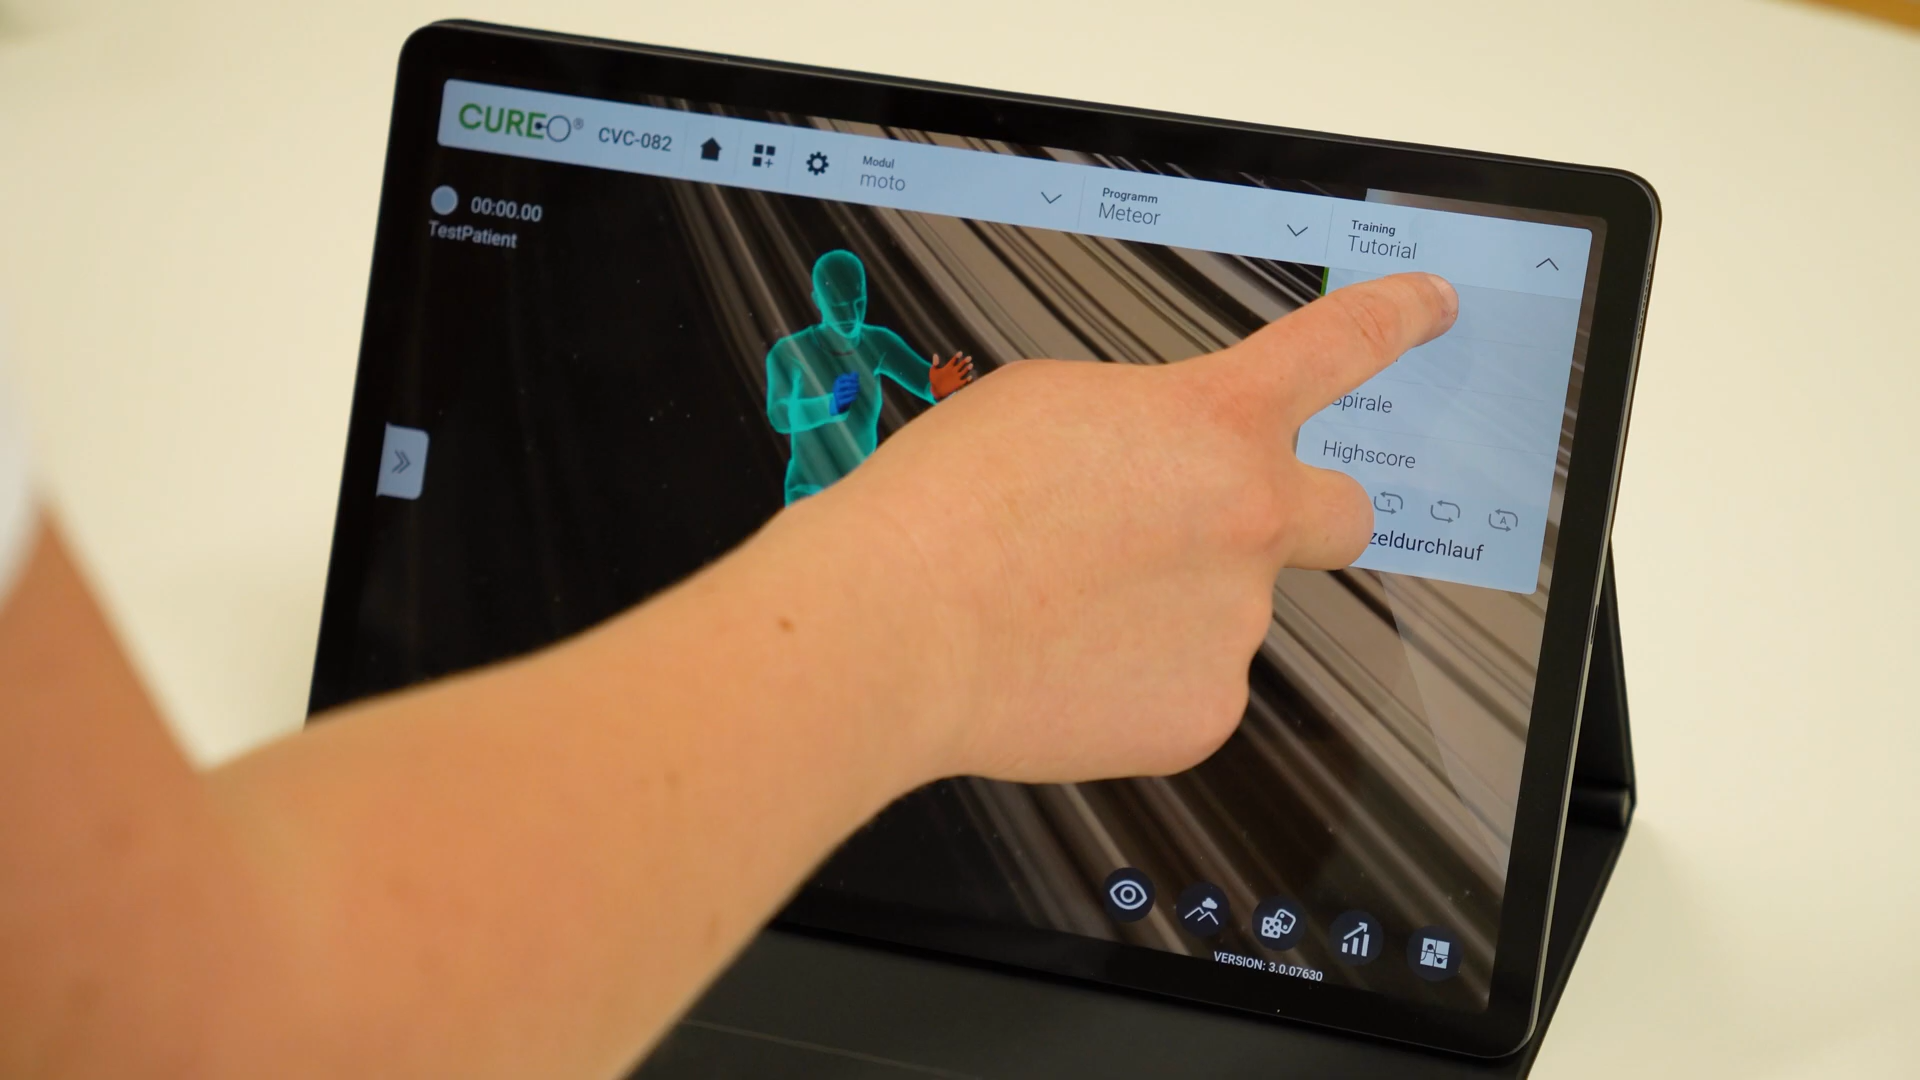 CUREO® CVC-082
Modul
moto
Programm
Meteor
Training
Tutorial
00:00.00
TestPatient
Spirale
Highscore
zeldurchlauf
VERSION: 3.0.07630